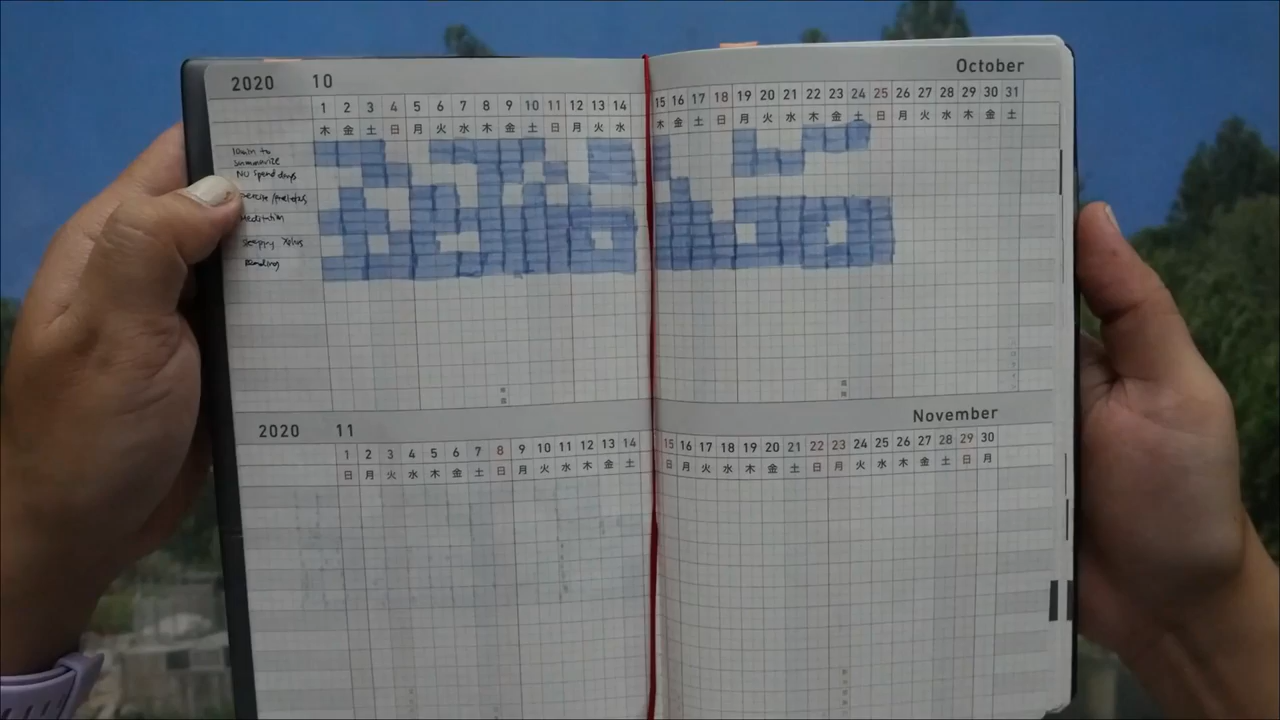 2020 10
October
1 2 3 4 5 6 7 8 9 10 11 12 13 14 15 16 17 18 19 20 21 22 23 24 25 26 27 28 29 30 31
木 金 土 日 月 火 水 木 金 土 日 月 火 水 木 金 土 日 月 火 水 木 金 土 日 月 火 水 木 金 土
learn to
summarize
NO spend days
Meditation
Reading
2020 11
November
1 2 3 4 5 6 7 8 9 10 11 12 13 14 15 16 17 18 19 20 21 22 23 24 25 26 27 28 29 30
日 月 火 水 木 金 土 日 月 火 水 木 金 土 日 月 火 水 木 金 土 日 月 火 水 木 金 土 日 月